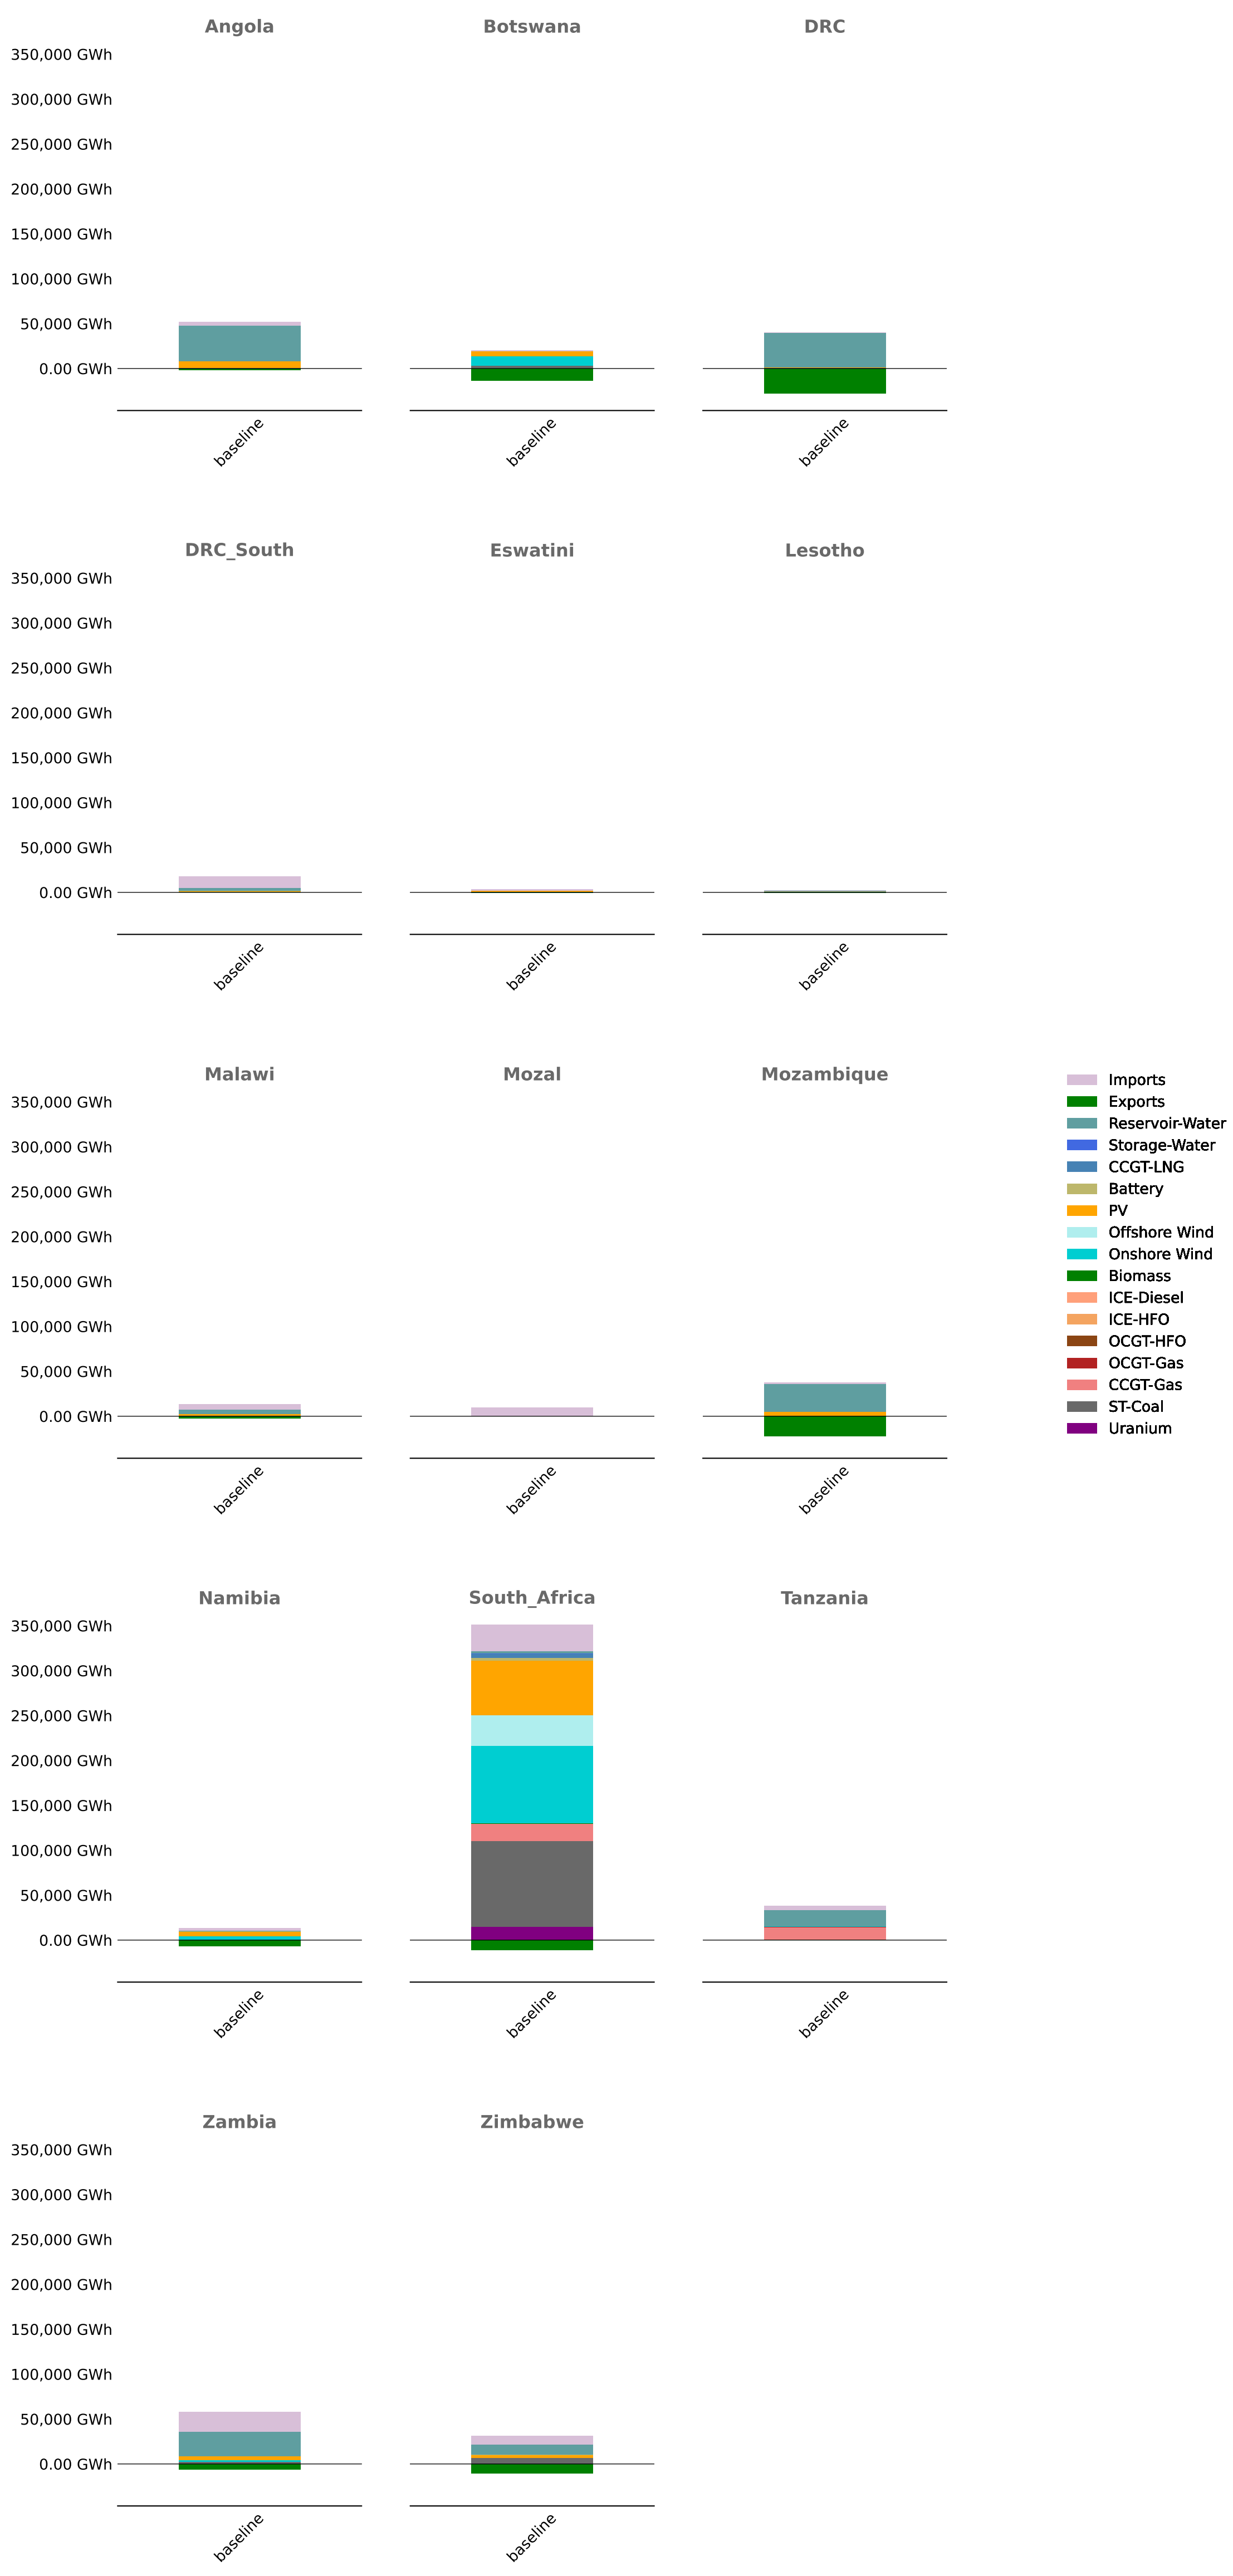 Angola Botswana DRC
350,000 GWh
300,000 GWh
250,000 GWh
200,000 GWh
150,000 GWh
100,000 GWh
50,000 GWh
0.00 GWh
baseline baseline baseline
DRC_South Eswatini Lesotho
350,000 GWh
300,000 GWh
250,000 GWh
200,000 GWh
150,000 GWh
100,000 GWh
50,000 GWh
0.00 GWh
baseline baseline baseline
Malawi Mozal Mozambique
350,000 GWh
300,000 GWh
250,000 GWh
200,000 GWh
150,000 GWh
100,000 GWh
50,000 GWh
0.00 GWh
baseline baseline baseline
Imports
Exports
Reservoir-Water
Storage-Water
CCGT-LNG
Battery
PV
Offshore Wind
Onshore Wind
Biomass
ICE-Diesel
ICE-HFO
OCGT-HFO
OCGT-Gas
CCGT-Gas
ST-Coal
Uranium
Namibia South_Africa Tanzania
350,000 GWh
300,000 GWh
250,000 GWh
200,000 GWh
150,000 GWh
100,000 GWh
50,000 GWh
0.00 GWh
baseline baseline baseline
Zambia Zimbabwe
350,000 GWh
300,000 GWh
250,000 GWh
200,000 GWh
150,000 GWh
100,000 GWh
50,000 GWh
0.00 GWh
baseline baseline